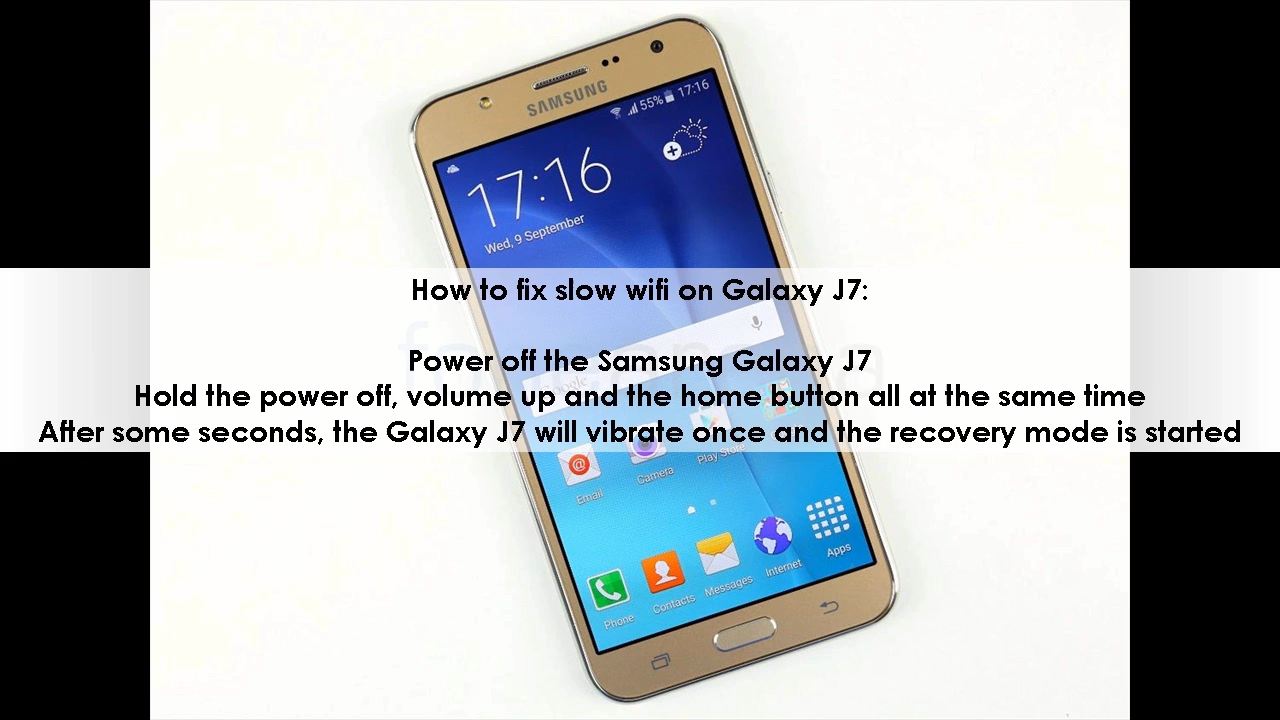 SAMSUNG
55% 17:16
17:16
Wed, 9 September
How to fix slow wifi on Galaxy J7:
Google
Power off the Samsung Galaxy J7
Hold the power off, volume up and the home button all at the same time
After some seconds, the Galaxy J7 will vibrate once and the recovery mode is started
Email
Camera
Play Store
Phone
Contacts
Messages
Internet
Apps